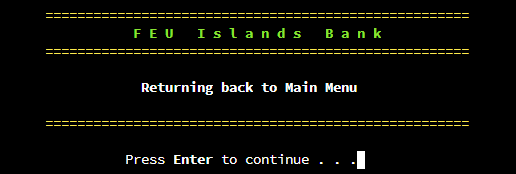 =====================================================
F E U   I s l a n d s   B a n k
=====================================================
Returning back to Main Menu
=====================================================
Press Enter to continue . . .